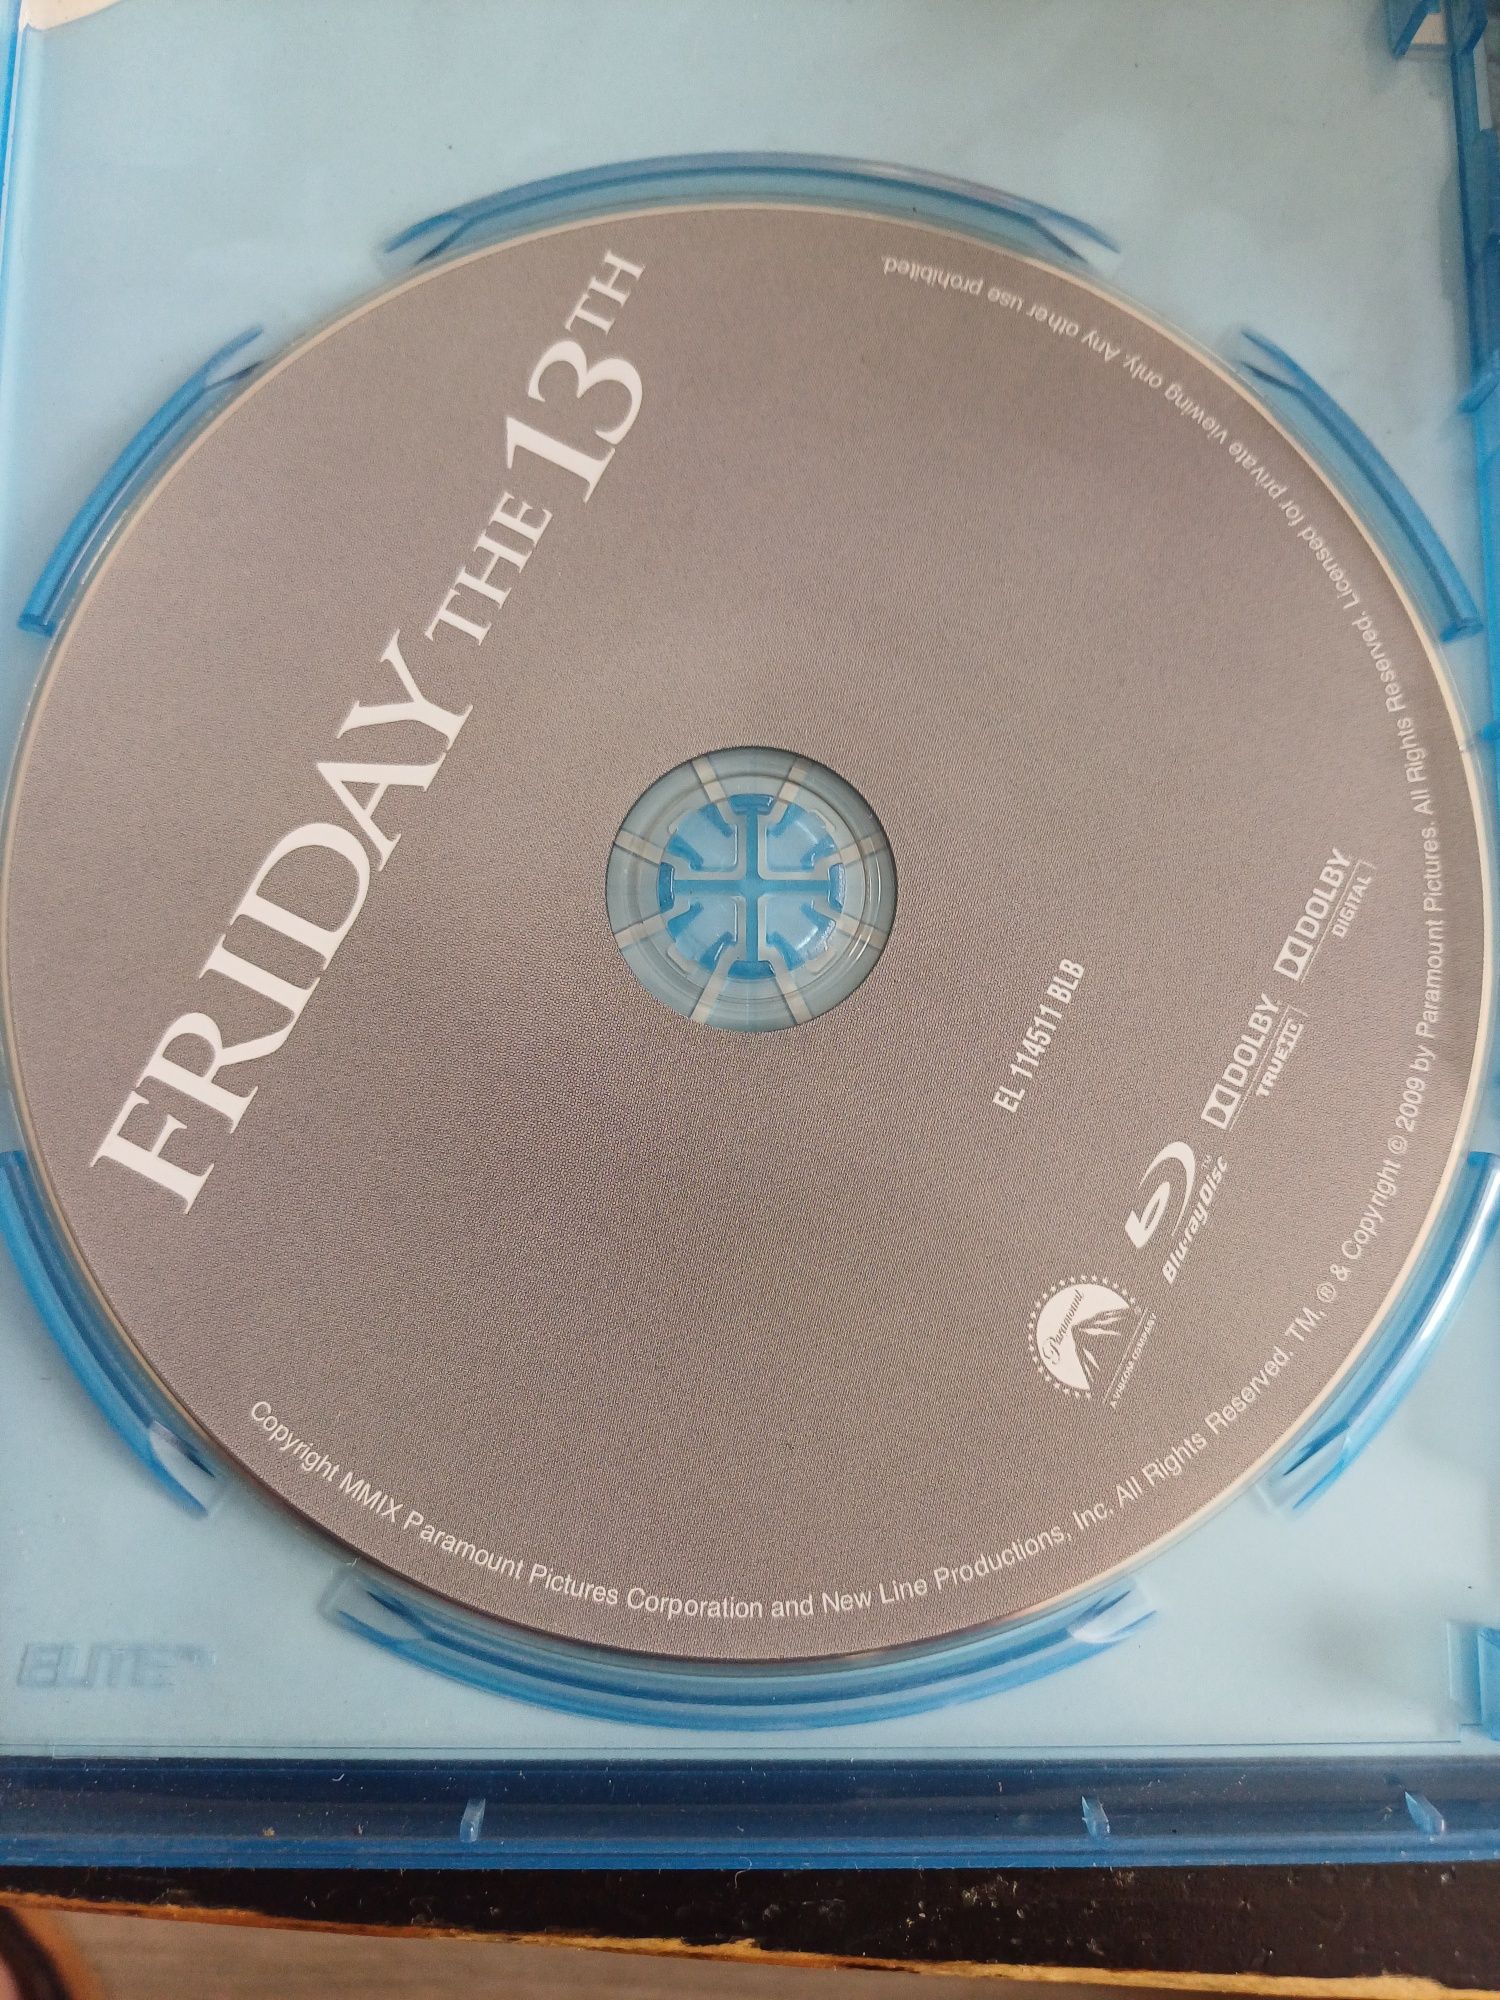 FRIDAY THE 13TH
EL 114511 BLB
Paramount
A VIACOM COMPANY
Blu-ray Disc™
DOLBY
TRUEHD
DOLBY
DIGITAL
Copyright MMIX Paramount Pictures Corporation and New Line Productions, Inc. All Rights Reserved. TM, ® & Copyright © 2009 by Paramount Pictures. All Rights Reserved. Licensed for private viewing only. Any other use prohibited.
ELITE